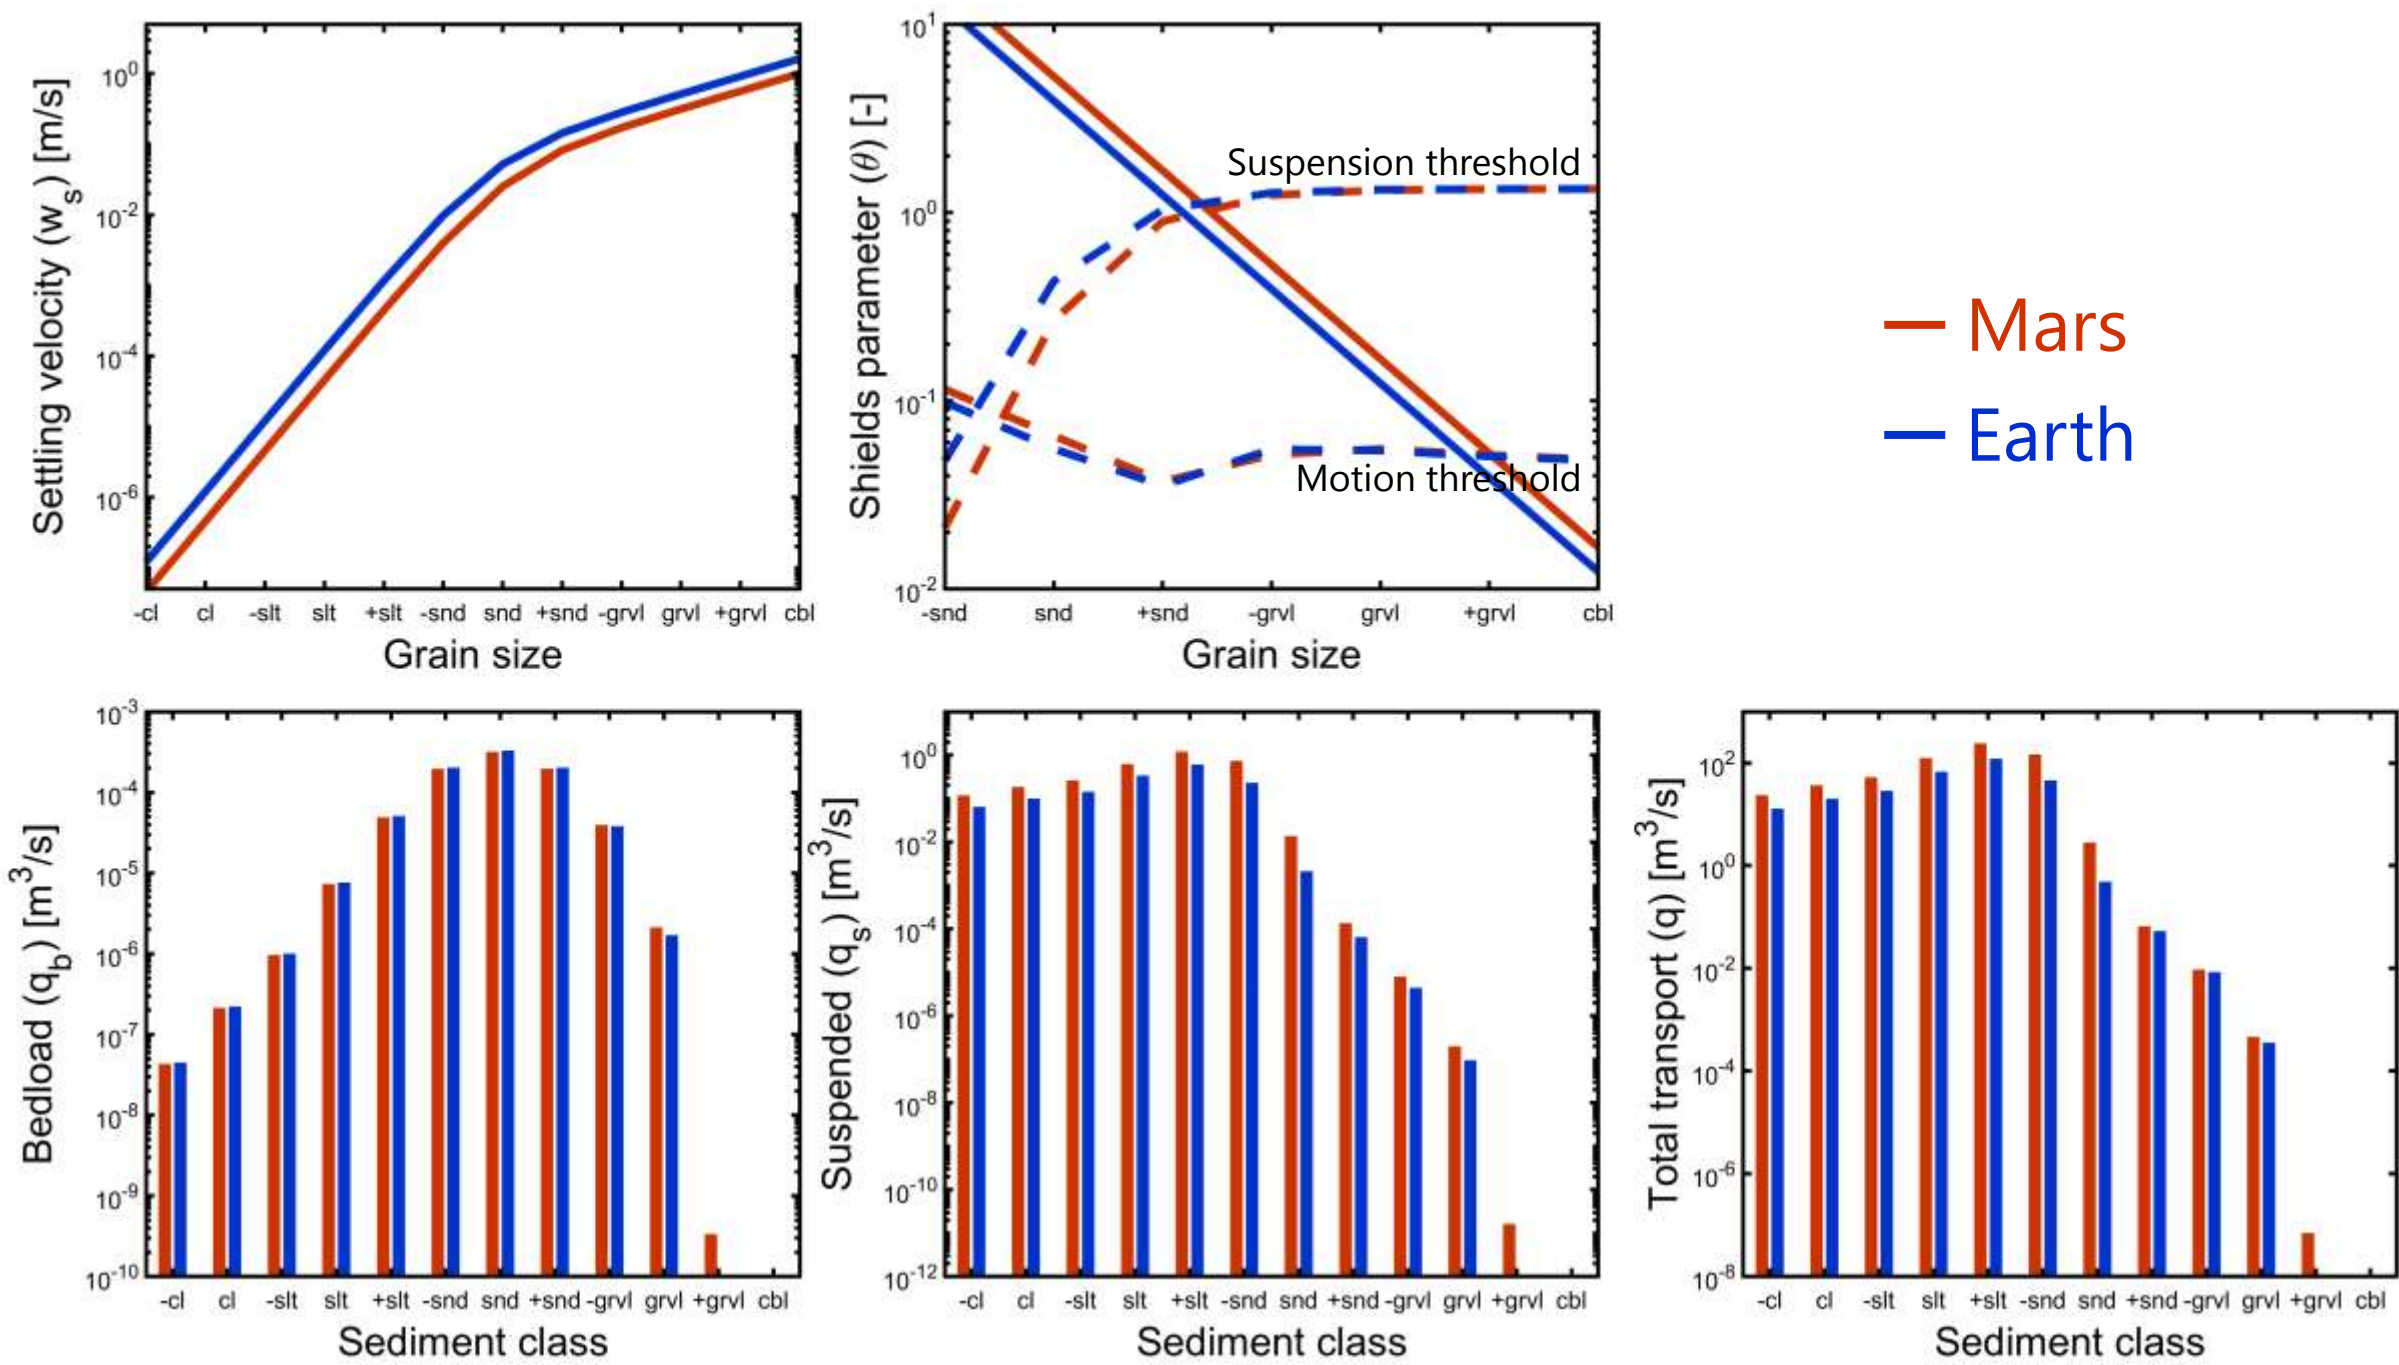 Settling velocity (w_s) [m/s]
10^0
10^-2
10^-4
10^-6
-cl cl -slt slt +slt -snd snd +snd -grvl grvl +grvl cbl
Grain size
Shields parameter (θ) [-]
10^1
10^0
10^-1
10^-2
Suspension threshold
Motion threshold
-snd snd +snd -grvl grvl +grvl cbl
Grain size
Mars
Earth
Bedload (q_b) [m^3/s]
10^-3
10^-4
10^-5
10^-6
10^-7
10^-8
10^-9
10^-10
-cl cl -slt slt +slt -snd snd +snd -grvl grvl +grvl cbl
Sediment class
Suspended (q_s) [m^3/s]
10^0
10^-2
10^-4
10^-6
10^-8
10^-10
10^-12
-cl cl -slt slt +slt -snd snd +snd -grvl grvl +grvl cbl
Sediment class
Total transport (q) [m^3/s]
10^2
10^0
10^-2
10^-4
10^-6
10^-8
-cl cl -slt slt +slt -snd snd +snd -grvl grvl +grvl cbl
Sediment class